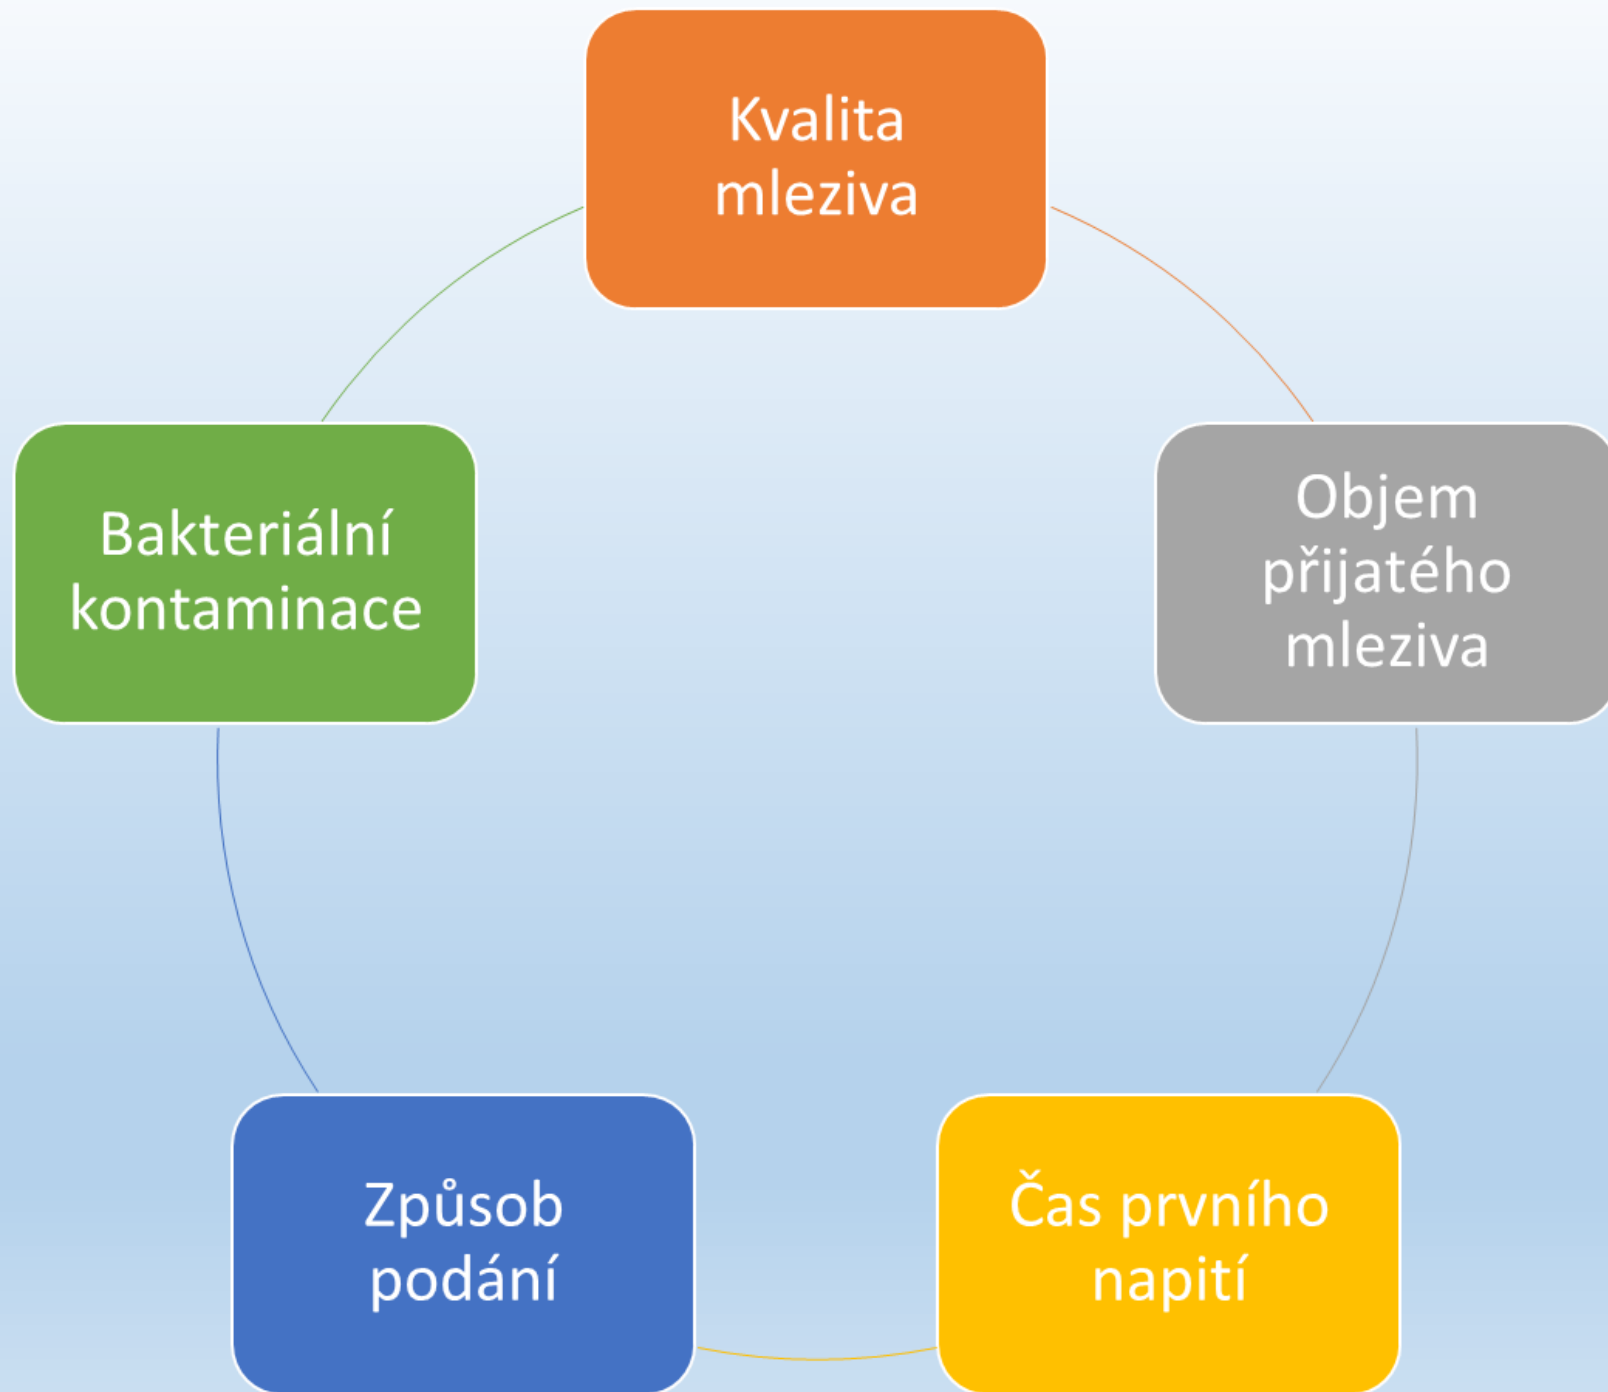 Kvalita
mleziva
Objem
přijatého
mleziva
Čas prvního
napití
Způsob
podání
Bakteriální
kontaminace